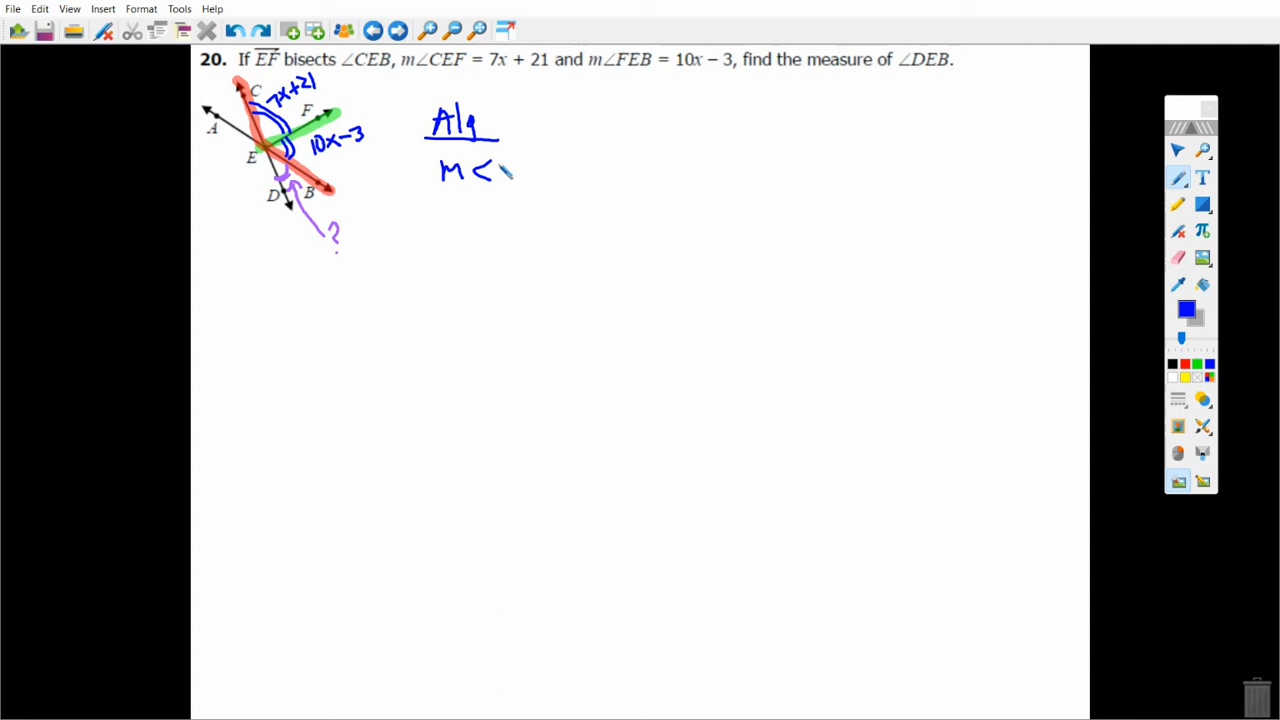 File Edit View Insert Format Tools Help
20. If EF bisects ∠CEB, m∠CEF = 7x + 21 and m∠FEB = 10x − 3, find the measure of ∠DEB.
C
7x+21
F
A
10x−3
E
D
B
?
Alg
m<
T
π